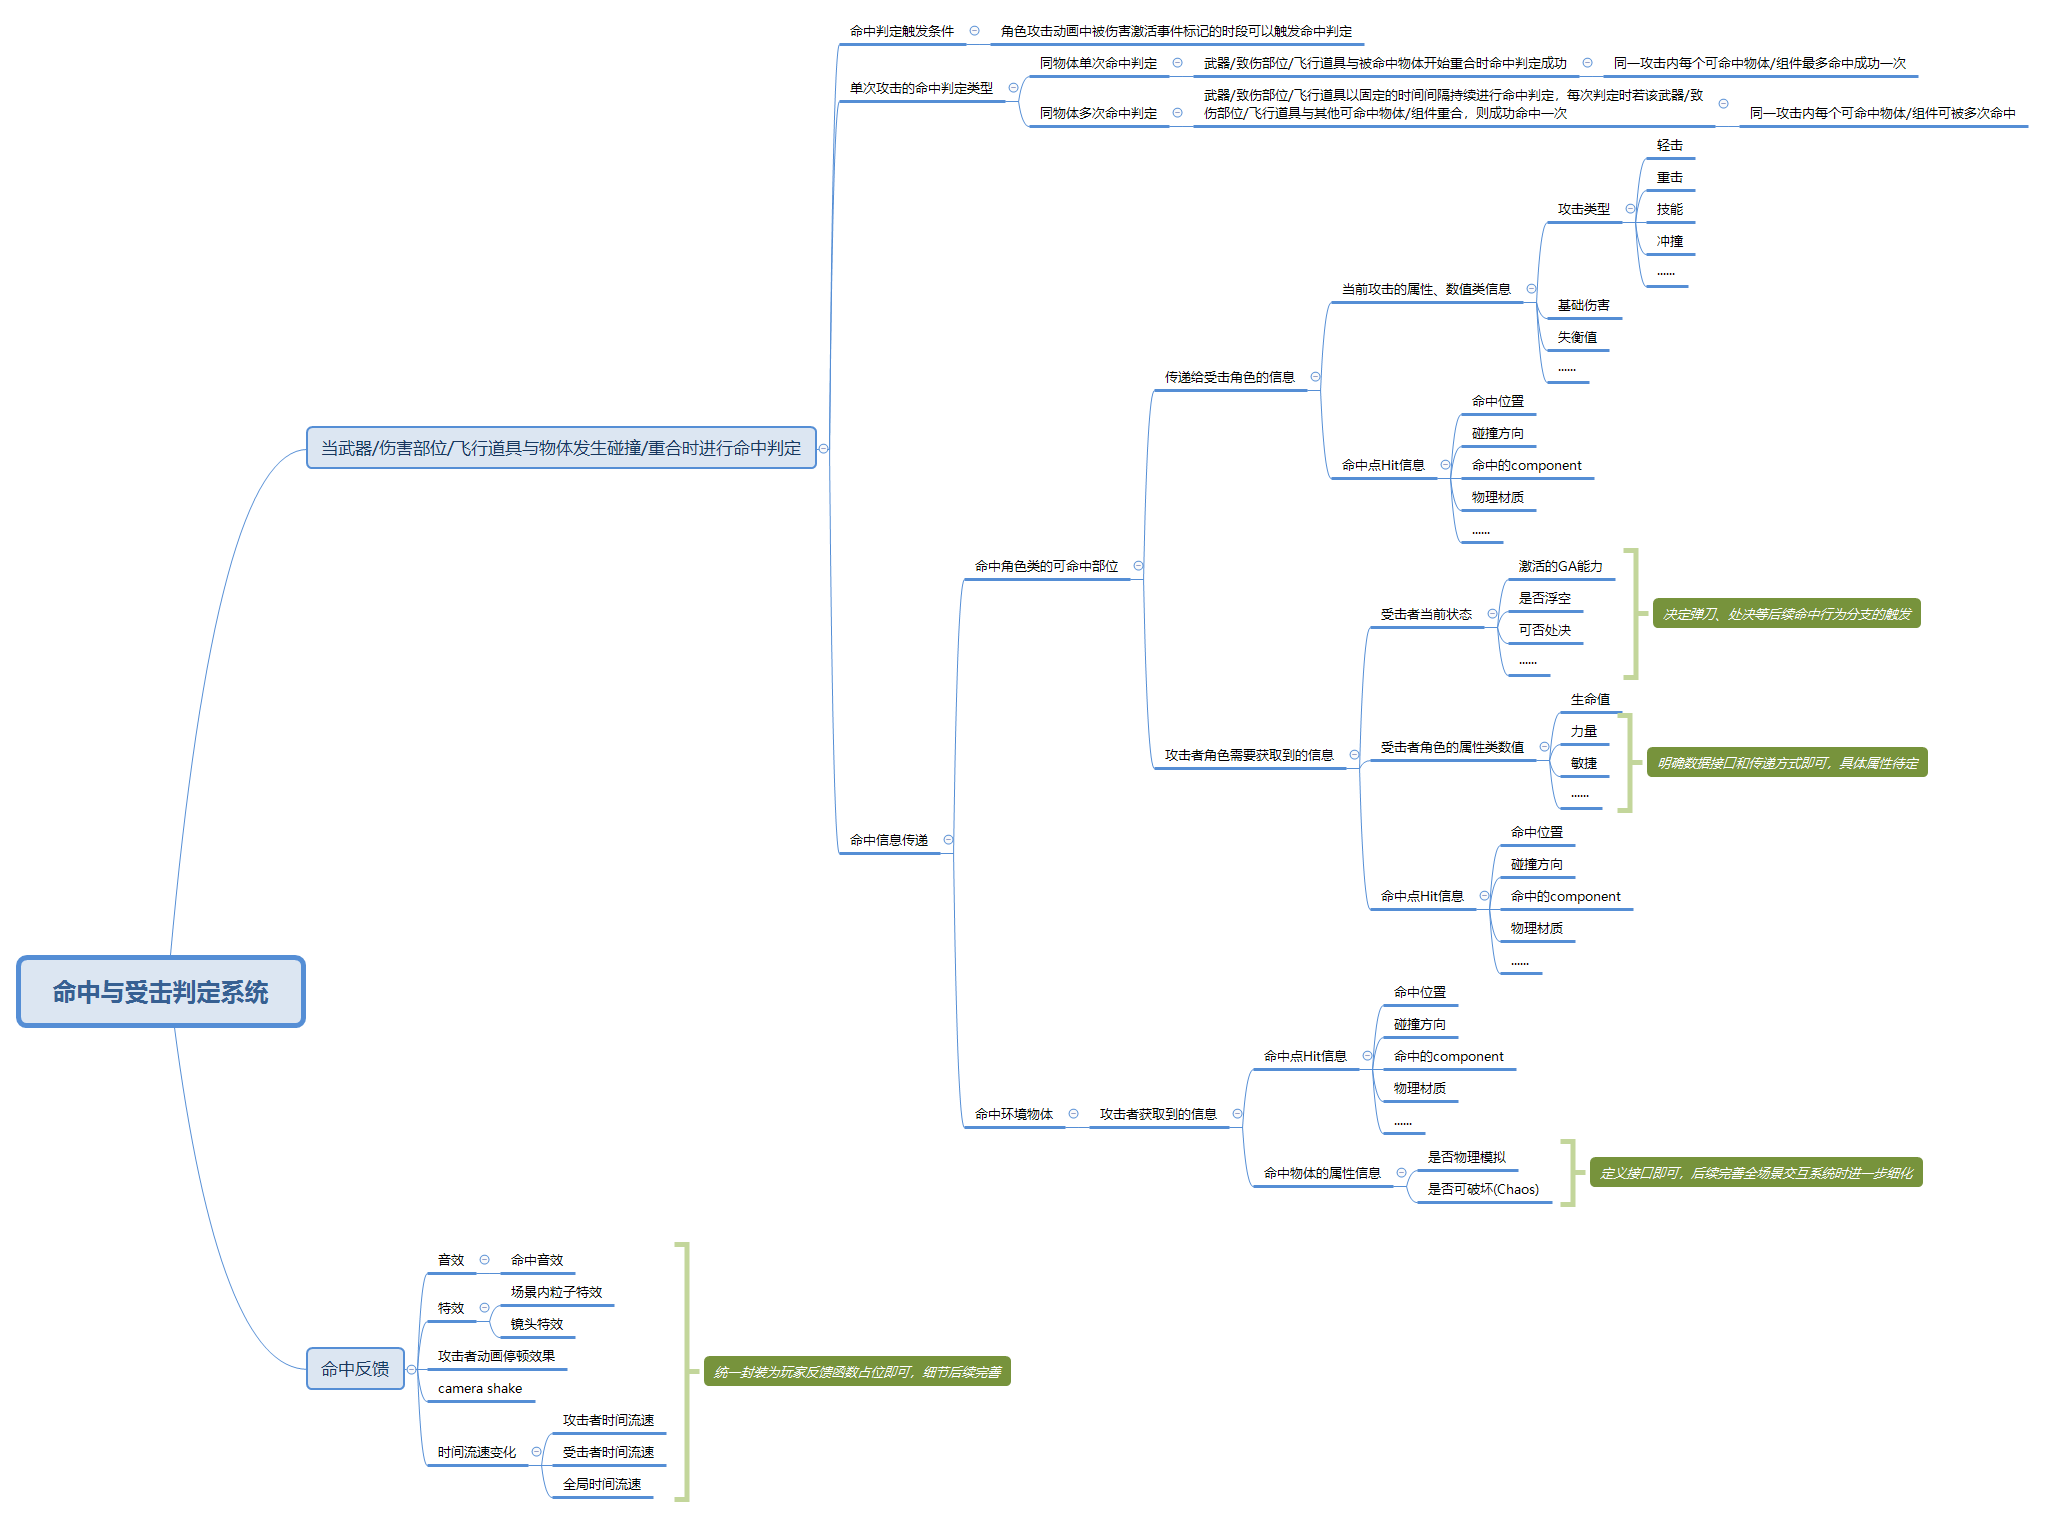 命中与受击判定系统
当武器/伤害部位/飞行道具与物体发生碰撞/重合时进行命中判定
命中判定触发条件
角色攻击动画中被伤害激活事件标记的时段可以触发命中判定
单次攻击的命中判定类型
同物体单次命中判定
武器/致伤部位/飞行道具与被命中物体开始重合时命中判定成功
同一攻击内每个可命中物体/组件最多命中成功一次
同物体多次命中判定
武器/致伤部位/飞行道具以固定的时间间隔持续进行命中判定，每次判定时若该武器/致
伤部位/飞行道具与其他可命中物体/组件重合，则成功命中一次
同一攻击内每个可命中物体/组件可被多次命中
命中信息传递
命中角色类的可命中部位
传递给受击角色的信息
当前攻击的属性、数值类信息
攻击类型
轻击
重击
技能
冲撞
......
基础伤害
失衡值
......
命中点Hit信息
命中位置
碰撞方向
命中的component
物理材质
......
攻击者角色需要获取到的信息
受击者当前状态
激活的GA能力
是否浮空
可否处决
......
决定弹刀、处决等后续命中行为分支的触发
受击者角色的属性类数值
生命值
力量
敏捷
......
明确数据接口和传递方式即可，具体属性待定
命中点Hit信息
命中位置
碰撞方向
命中的component
物理材质
......
命中环境物体
攻击者获取到的信息
命中点Hit信息
命中位置
碰撞方向
命中的component
物理材质
......
命中物体的属性信息
是否物理模拟
是否可破坏(Chaos)
定义接口即可，后续完善全场景交互系统时进一步细化
命中反馈
音效
命中音效
特效
场景内粒子特效
镜头特效
攻击者动画停顿效果
camera shake
时间流速变化
攻击者时间流速
受击者时间流速
全局时间流速
统一封装为玩家反馈函数占位即可，细节后续完善